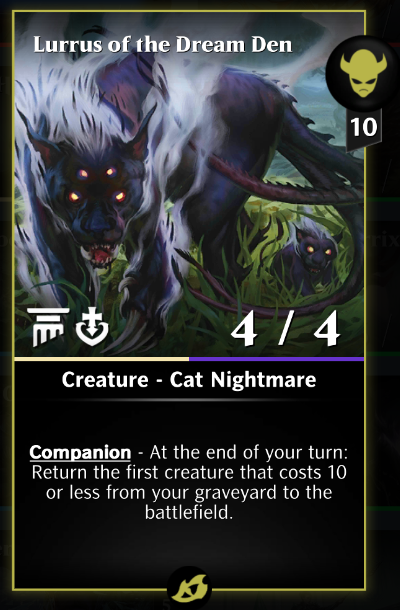 Lurrus of the Dream Den
10
4 / 4
Creature - Cat Nightmare
Companion - At the end of your turn:
Return the first creature that costs 10
or less from your graveyard to the
battlefield.